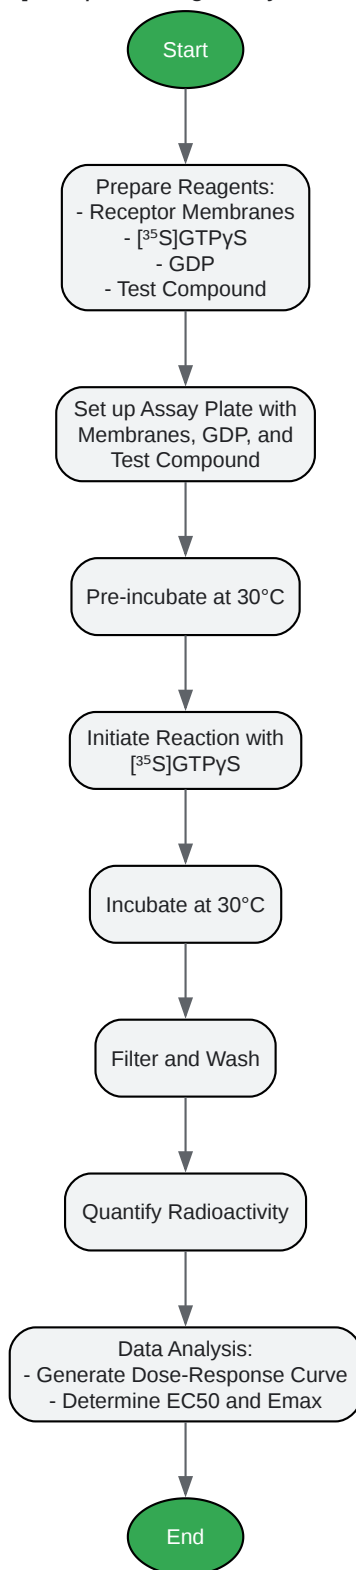 Start
Prepare Reagents:
- Receptor Membranes
- [³⁵S]GTPγS
- GDP
- Test Compound
Set up Assay Plate with
Membranes, GDP, and
Test Compound
Pre-incubate at 30°C
Initiate Reaction with
[³⁵S]GTPγS
Incubate at 30°C
Filter and Wash
Quantify Radioactivity
Data Analysis:
- Generate Dose-Response Curve
- Determine EC50 and Emax
End